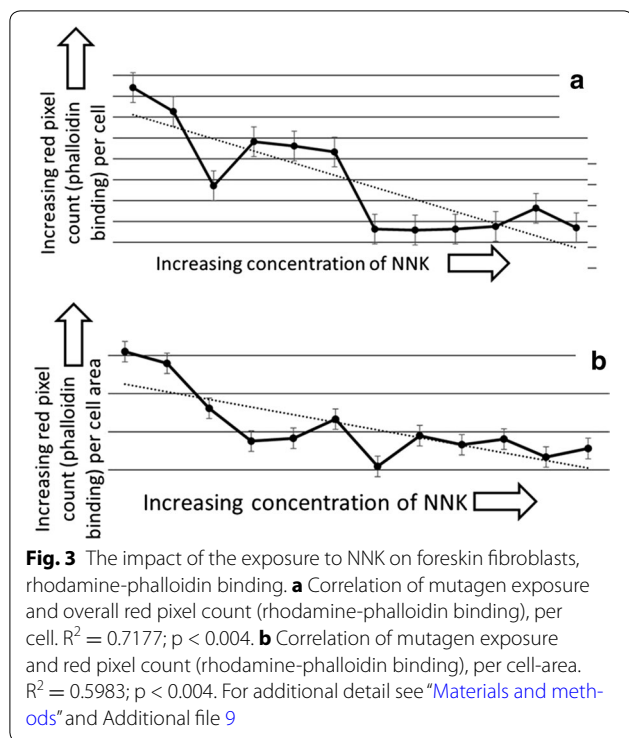 a
Increasing red pixel
count (phalloidin
binding) per cell
Increasing concentration of NNK
b
Increasing red pixel
count (phalloidin
binding) per cell area
Increasing concentration of NNK
Fig. 3 The impact of the exposure to NNK on foreskin fibroblasts,
rhodamine-phalloidin binding. a Correlation of mutagen exposure
and overall red pixel count (rhodamine-phalloidin binding), per
cell. R² = 0.7177; p < 0.004. b Correlation of mutagen exposure
and red pixel count (rhodamine-phalloidin binding), per cell-area.
R² = 0.5983; p < 0.004. For additional detail see “Materials and meth-
ods” and Additional file 9